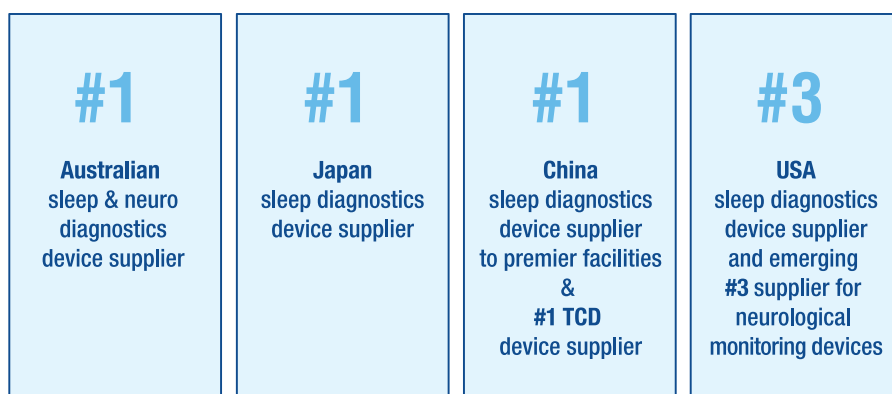 #1
Australian
sleep & neuro
diagnostics
device supplier
#1
Japan
sleep diagnostics
device supplier
#1
China
sleep diagnostics
device supplier
to premier facilities
&
#1 TCD
device supplier
#3
USA
sleep diagnostics
device supplier
and emerging
#3 supplier for
neurological
monitoring devices